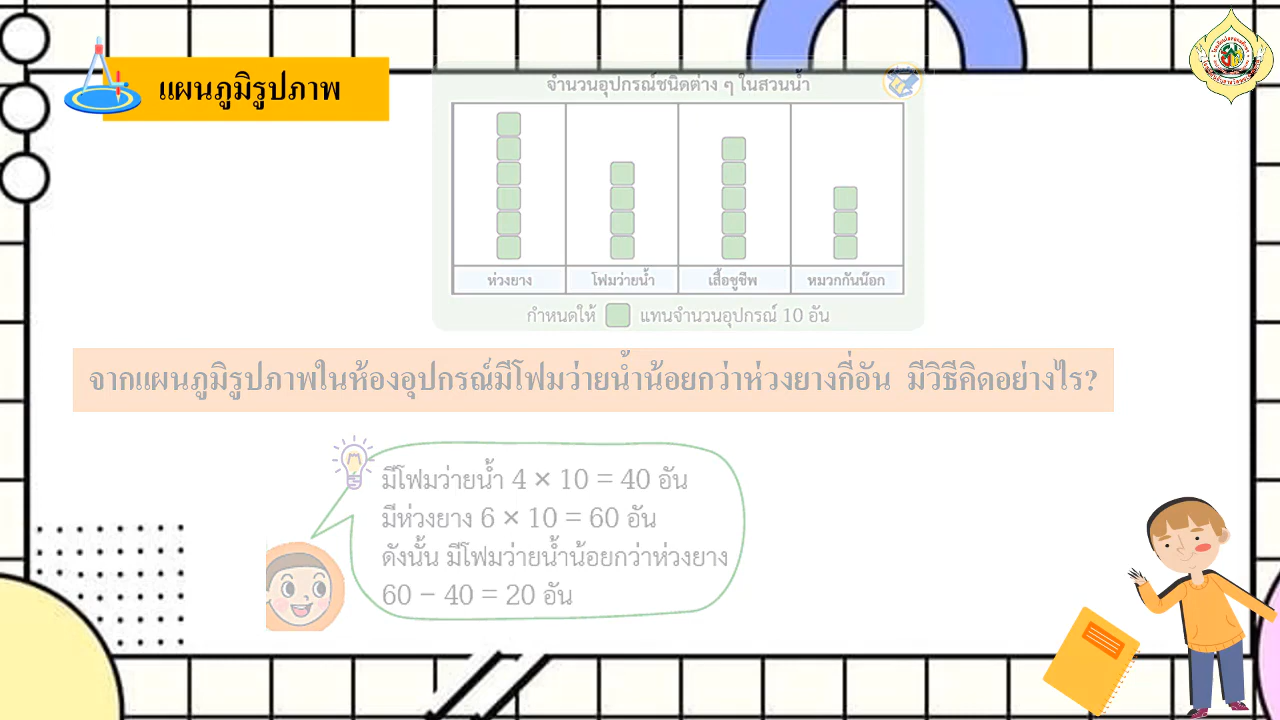 แผนภูมิรูปภาพ
จำนวนอุปกรณ์ชนิดต่าง ๆ ในสวนน้ำ
ห่วงยาง โฟมว่ายน้ำ เสื้อชูชีพ หมวกกันน๊อก
กำหนดให้ แทนจำนวนอุปกรณ์ 10 อัน
จากแผนภูมิรูปภาพในห้องอุปกรณ์มีโฟมว่ายน้ำน้อยกว่าห่วงยางกี่อัน มีวิธีคิดอย่างไร?
มีโฟมว่ายน้ำ 4 × 10 = 40 อัน
มีห่วงยาง 6 × 10 = 60 อัน
ดังนั้น มีโฟมว่ายน้ำน้อยกว่าห่วงยาง
60 − 40 = 20 อัน